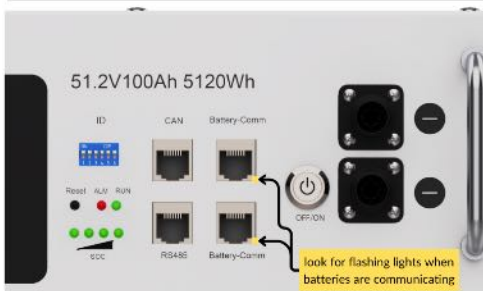 51.2V100Ah 5120Wh
ID
CAN
Battery-Comm
Reset
ALM
RUN
OFF/ON
SOC
RS485
Battery-Comm
look for flashing lights when
batteries are communicating